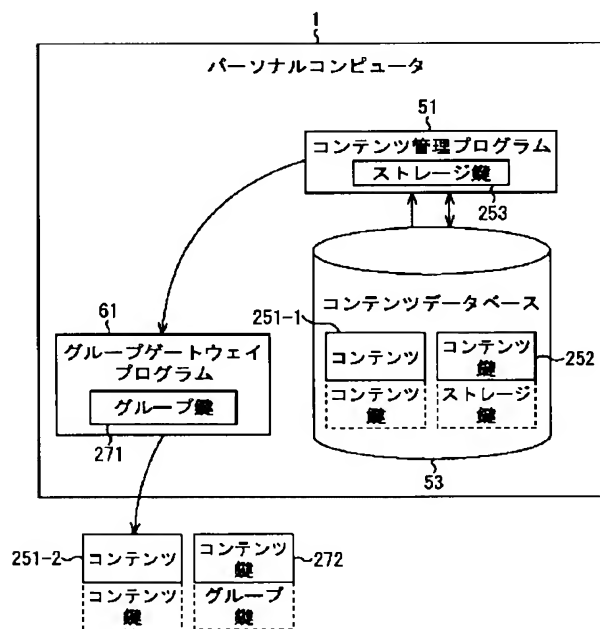 1
パーソナルコンピュータ
51
コンテンツ管理プログラム
ストレージ鍵
253
コンテンツデータベース
251-1
コンテンツ
コンテンツ
鍵
コンテンツ
鍵
252
ストレージ
鍵
53
61
グループゲートウェイ
プログラム
グループ鍵
271
251-2
コンテンツ
コンテンツ
鍵
コンテンツ
鍵
272
グループ
鍵